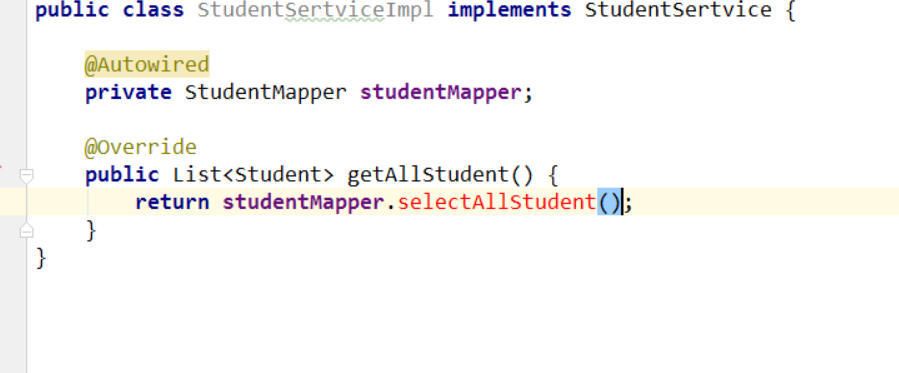 public class StudentSertviceImpl implements StudentSertvice {
@Autowired
private StudentMapper studentMapper;
@Override
public List<Student> getAllStudent() {
return studentMapper.selectAllStudent();
}
}